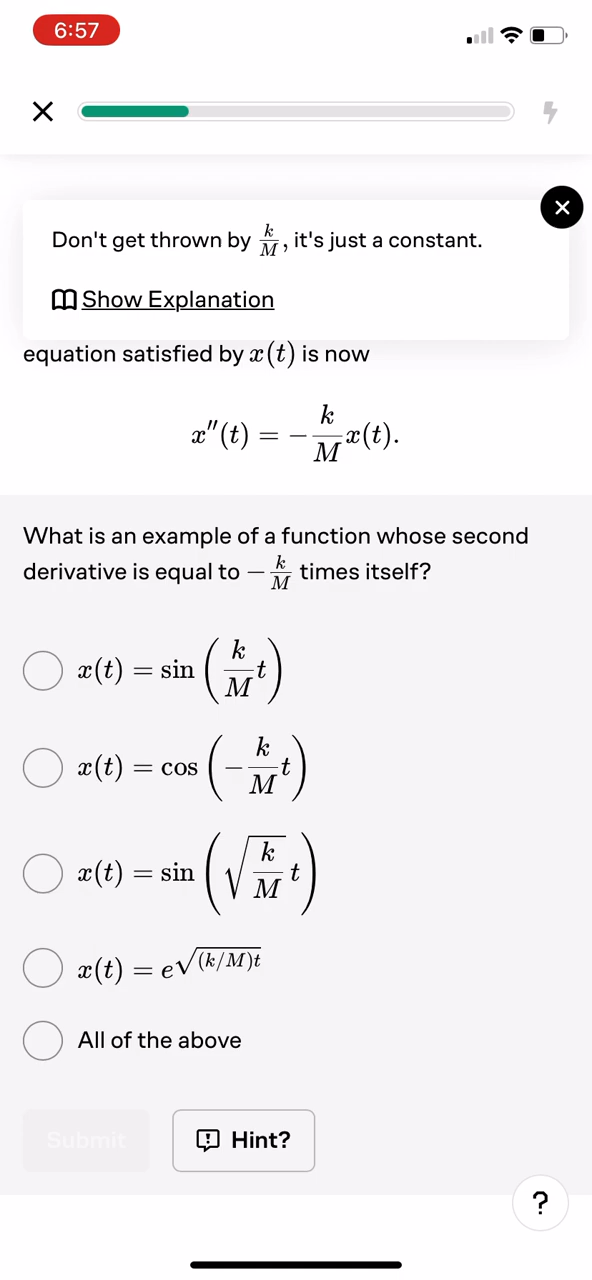 6:57
Don't get thrown by k/M, it's just a constant.
Show Explanation
equation satisfied by x(t) is now
x″(t) = −k/M x(t).
What is an example of a function whose second
derivative is equal to −k/M times itself?
x(t) = sin(k/M t)
x(t) = cos(−k/M t)
x(t) = sin(√(k/M) t)
x(t) = e^√((k/M)t)
All of the above
Submit
Hint?
?